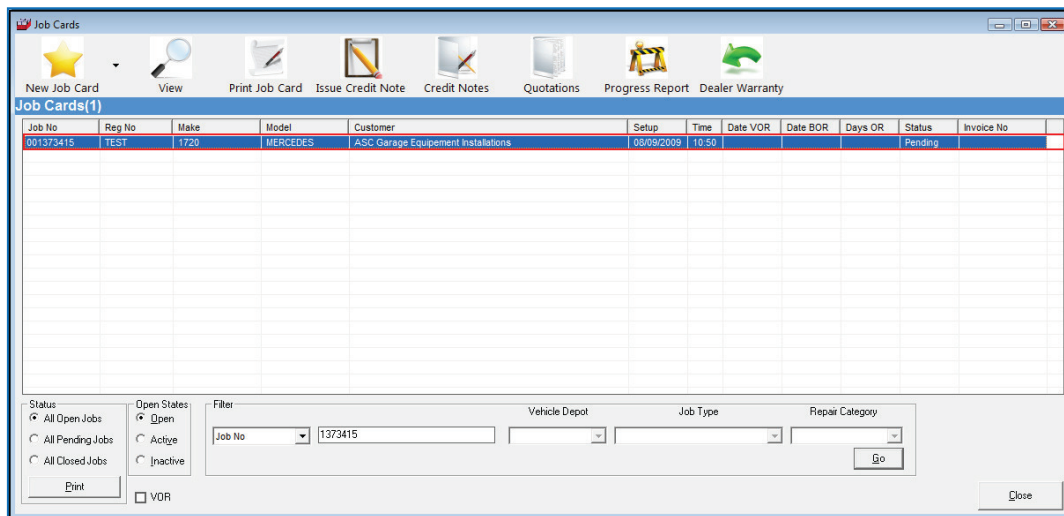 Job Cards
New Job Card View Print Job Card Issue Credit Note Credit Notes Quotations Progress Report Dealer Warranty
Job Cards(1)
Job No Reg No Make Model Customer Setup Time Date VOR Date BOR Days OR Status Invoice No
001373415 TEST 1720 MERCEDES ASC Garage Equipement Installations 08/09/2009 10:50 Pending
Status Open States Filter
Vehicle Depot Job Type Repair Category
All Open Jobs Open
Job No 1373415
All Pending Jobs Active
All Closed Jobs Inactive Go
Print VOR Close